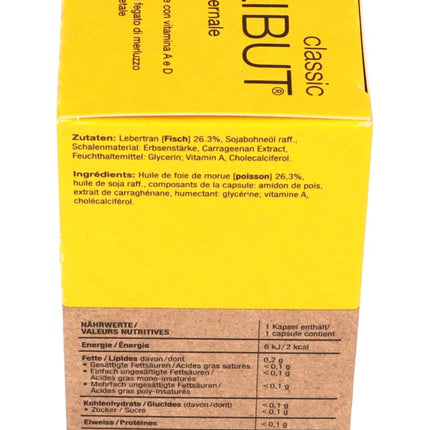 classic
LIBUT®
ernale
e con vitamina A e D
fegato di merluzzo
etale
Zutaten: Lebertran [Fisch] 26.3%, Sojabohneöl raff.,
Schalenmaterial: Erbsenstärke, Carrageenan Extract,
Feuchthaltemittel: Glycerin; Vitamin A, Cholecalciferol.
Ingrédients: Huile de foie de morue [poisson] 26,3%,
huile de soja raff., composants de la capsule: amidon de pois,
extrait de carraghénane, humectant: glycérine; vitamine A,
cholécalciférol.
NÄHRWERTE/
VALEURS NUTRITIVES
1 Kapsel enthält/
1 capsule contient
Energie / Énergie
6 kJ/2 kcal
Fette / Lipides davon/dont
0,2 g
• Gesättigte Fettsäuren/Acides gras saturés
<0,1 g
• Einfach ungesättigte Fettsäuren/
Acides gras mono-insaturés
<0,1 g
• Mehrfach ungesättigte Fettsäuren/
Acides gras poly-insaturés
<0,1 g
Kohlenhydrate / Glucides (davon/dont)
<0,1 g
• Zucker / Sucre
<0,1 g
Eiweiss / Protéines
<0,1 g